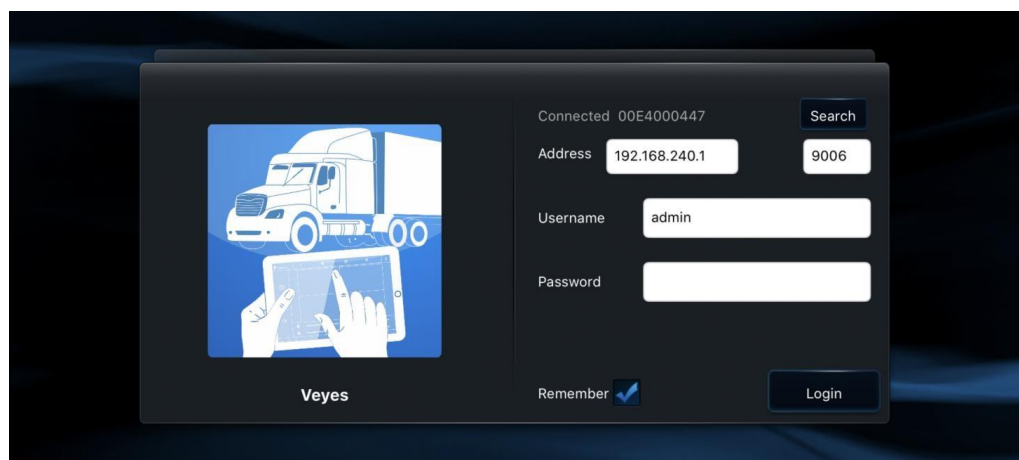 Connected 00E4000447 Search
Address 192.168.240.1 9006
Username admin
Password
Remember Login
Veyes